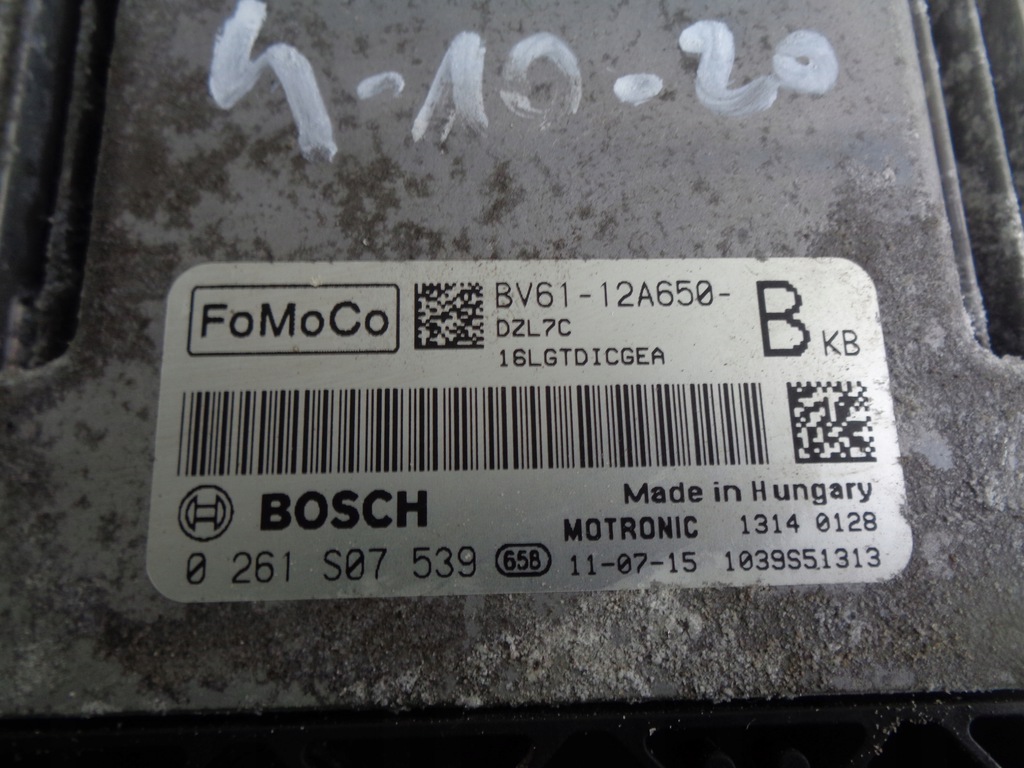 4-10-20
FoMoCo
BV61-12A650-
B KB
DZL7C
16LGTDICGEA
BOSCH
Made in Hungary
MOTRONIC 1314 0128
0 261 S07 539 65B 11-07-15 1039S51313